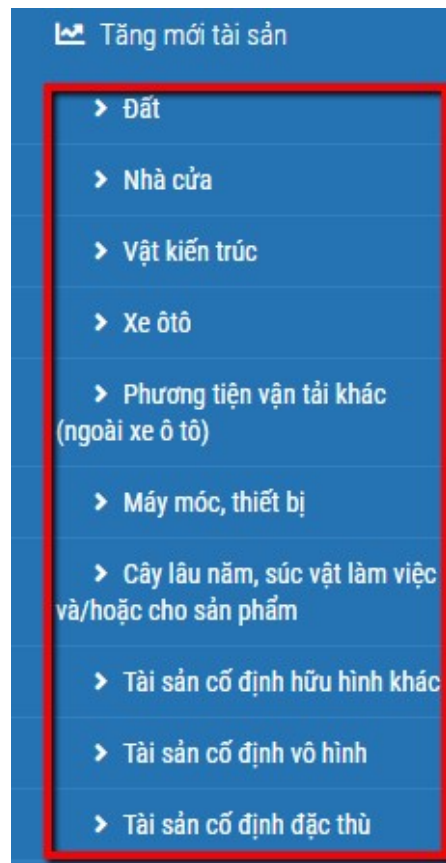 Tăng mới tài sản
Đất
Nhà cửa
Vật kiến trúc
Xe ôtô
Phương tiện vận tải khác
(ngoài xe ô tô)
Máy móc, thiết bị
Cây lâu năm, súc vật làm việc
và/hoặc cho sản phẩm
Tài sản cố định hữu hình khác
Tài sản cố định vô hình
Tài sản cố định đặc thù